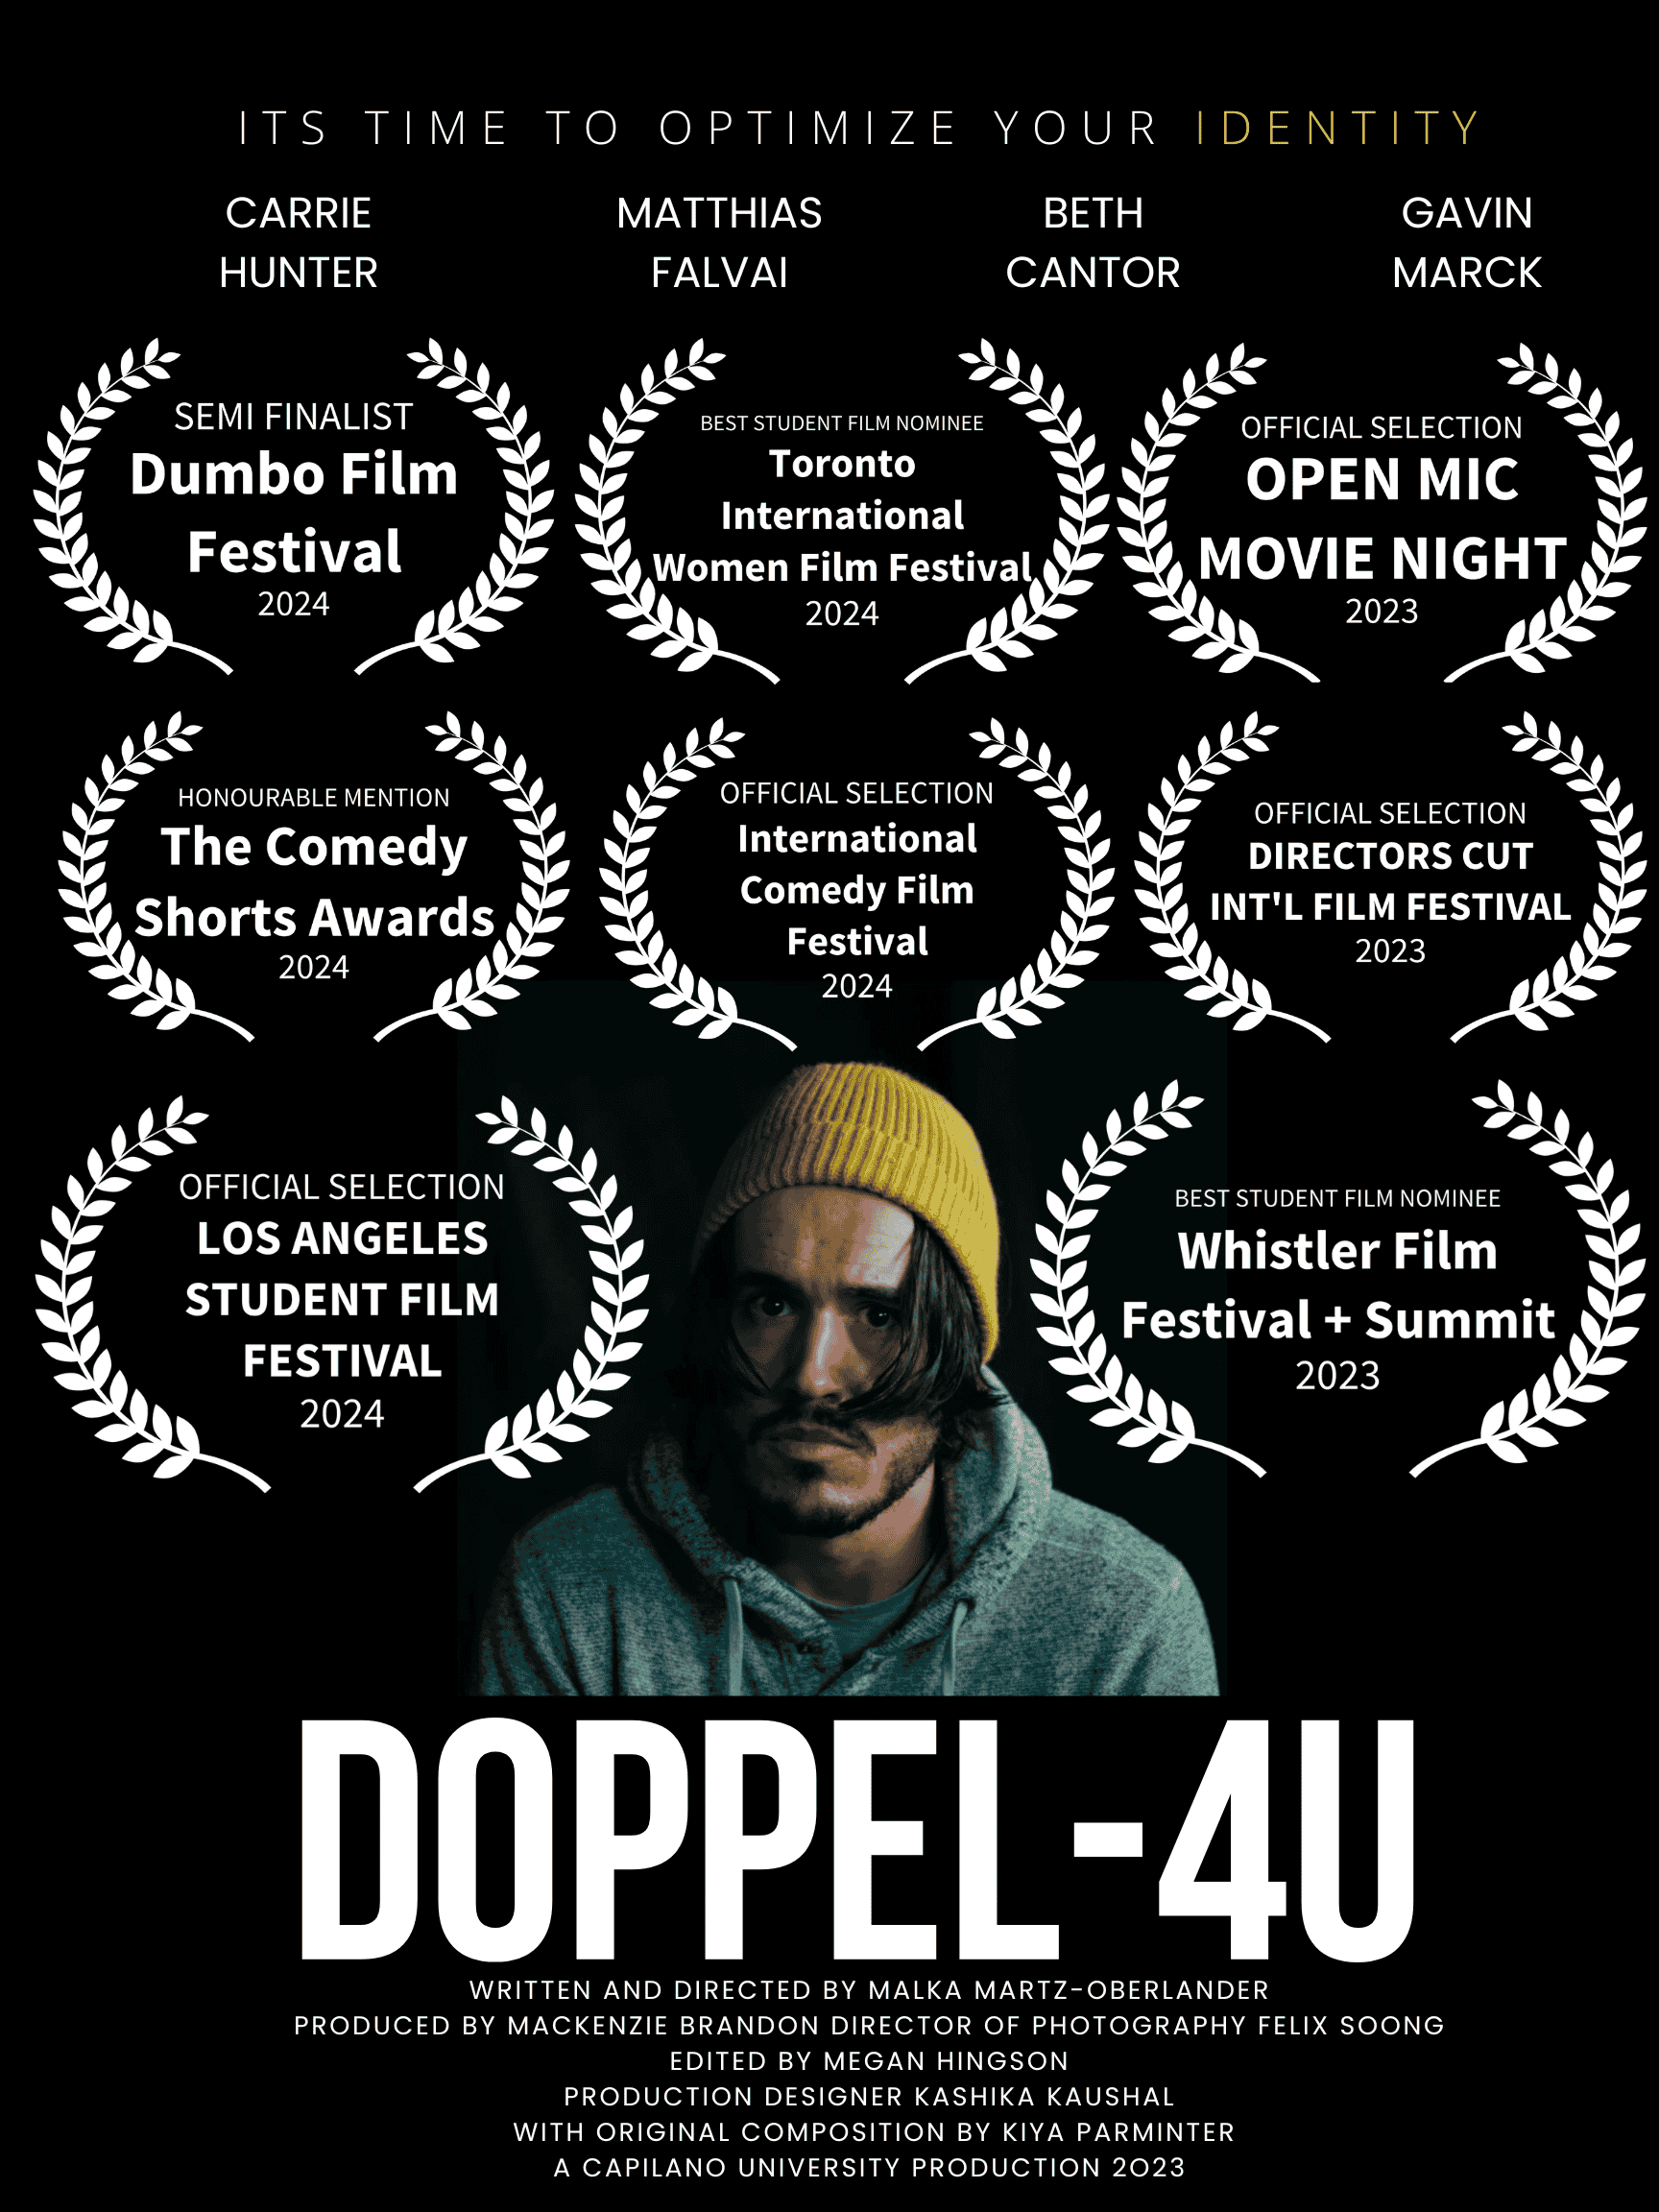 ITS TIME TO OPTIMIZE YOUR IDENTITY
CARRIE
HUNTER
MATTHIAS
FALVAI
BETH
CANTOR
GAVIN
MARCK
SEMI FINALIST
Dumbo Film
Festival
2024
BEST STUDENT FILM NOMINEE
Toronto
International
Women Film Festival
2024
OFFICIAL SELECTION
OPEN MIC
MOVIE NIGHT
2023
HONOURABLE MENTION
The Comedy
Shorts Awards
2024
OFFICIAL SELECTION
International
Comedy Film
Festival
2024
OFFICIAL SELECTION
DIRECTORS CUT
INT'L FILM FESTIVAL
2023
OFFICIAL SELECTION
LOS ANGELES
STUDENT FILM
FESTIVAL
2024
BEST STUDENT FILM NOMINEE
Whistler Film
Festival + Summit
2023
DOPPEL-4U
WRITTEN AND DIRECTED BY MALKA MARTZ-OBERLANDER
PRODUCED BY MACKENZIE BRANDON DIRECTOR OF PHOTOGRAPHY FELIX SOONG
EDITED BY MEGAN HINGSON
PRODUCTION DESIGNER KASHIKA KAUSHAL
WITH ORIGINAL COMPOSITION BY KIYA PARMINTER
A CAPILANO UNIVERSITY PRODUCTION 2023